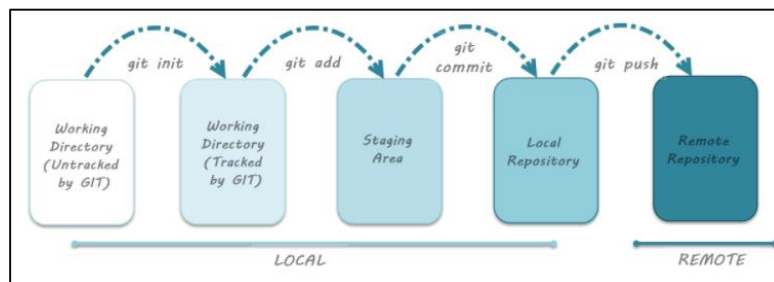 git init
git add
git
commit
git push
Working
Directory
(Untracked
by GIT)
Working
Directory
(Tracked
by GIT)
Staging
Area
Local
Repository
Remote
Repository
LOCAL
REMOTE